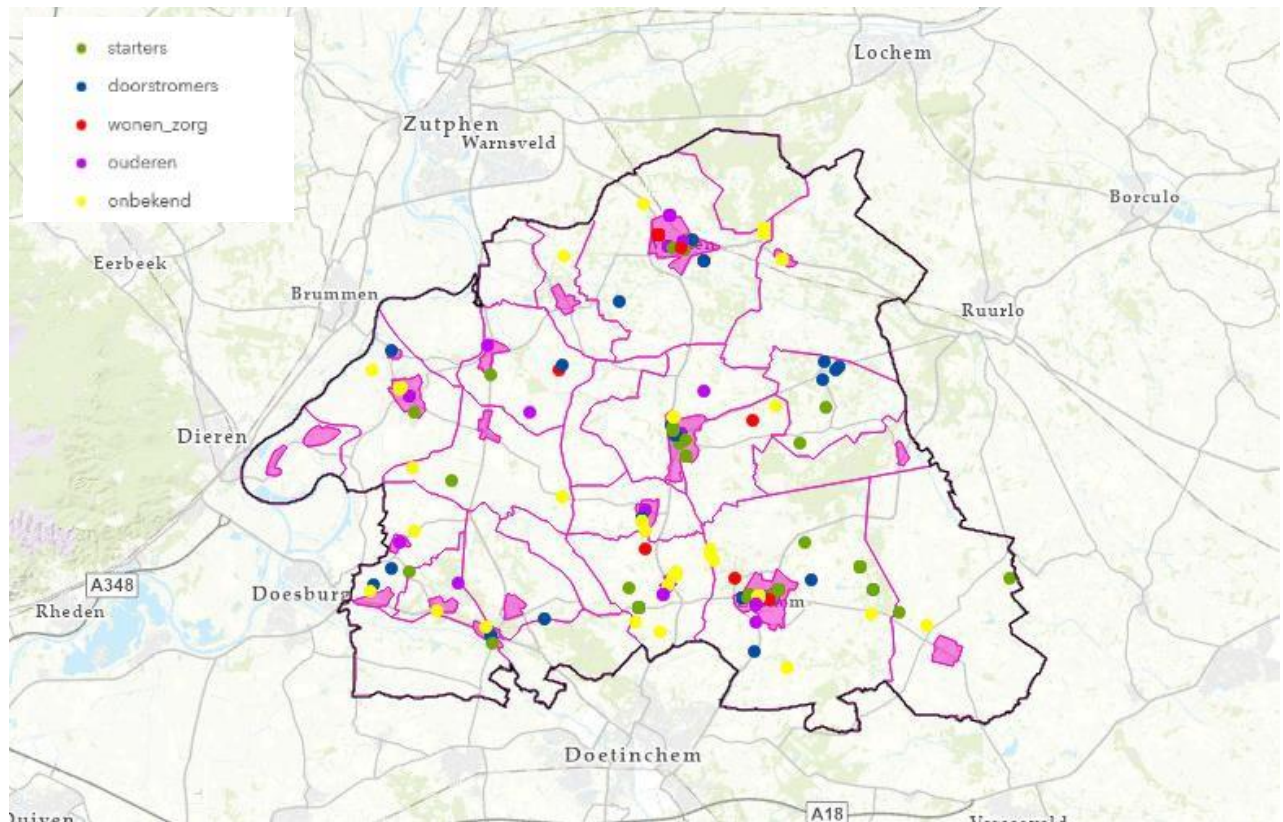 starters
doorstromers
wonen_zorg
ouderen
onbekend
Lochem
Zutphen
Warnsveld
Borculo
Eerbeek
Brummen
Ruurlo
Dieren
A348
Doesburg
Rheden
Doetinchem
A18